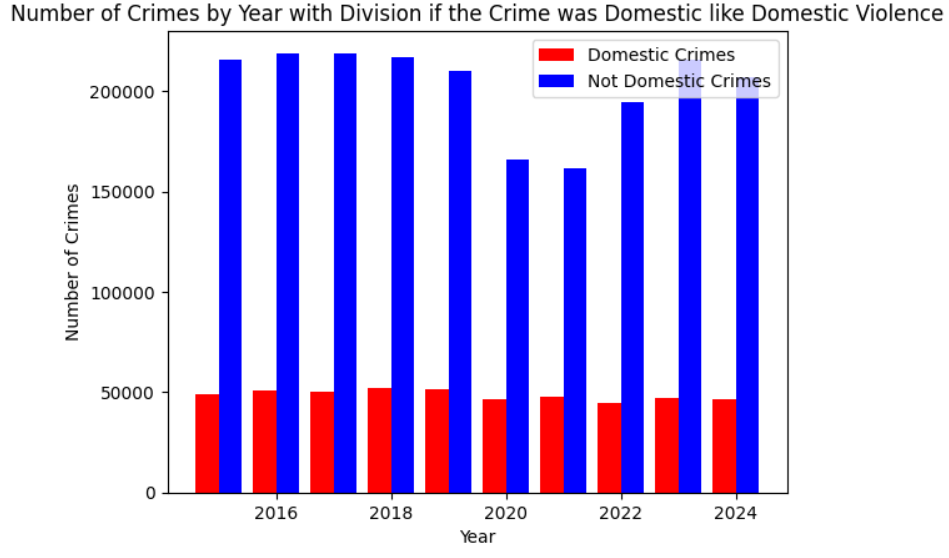 Number of Crimes by Year with Division if the Crime was Domestic like Domestic Violence
Domestic Crimes
Not Domestic Crimes
200000
150000
100000
50000
0
Number of Crimes
2016 2018 2020 2022 2024
Year